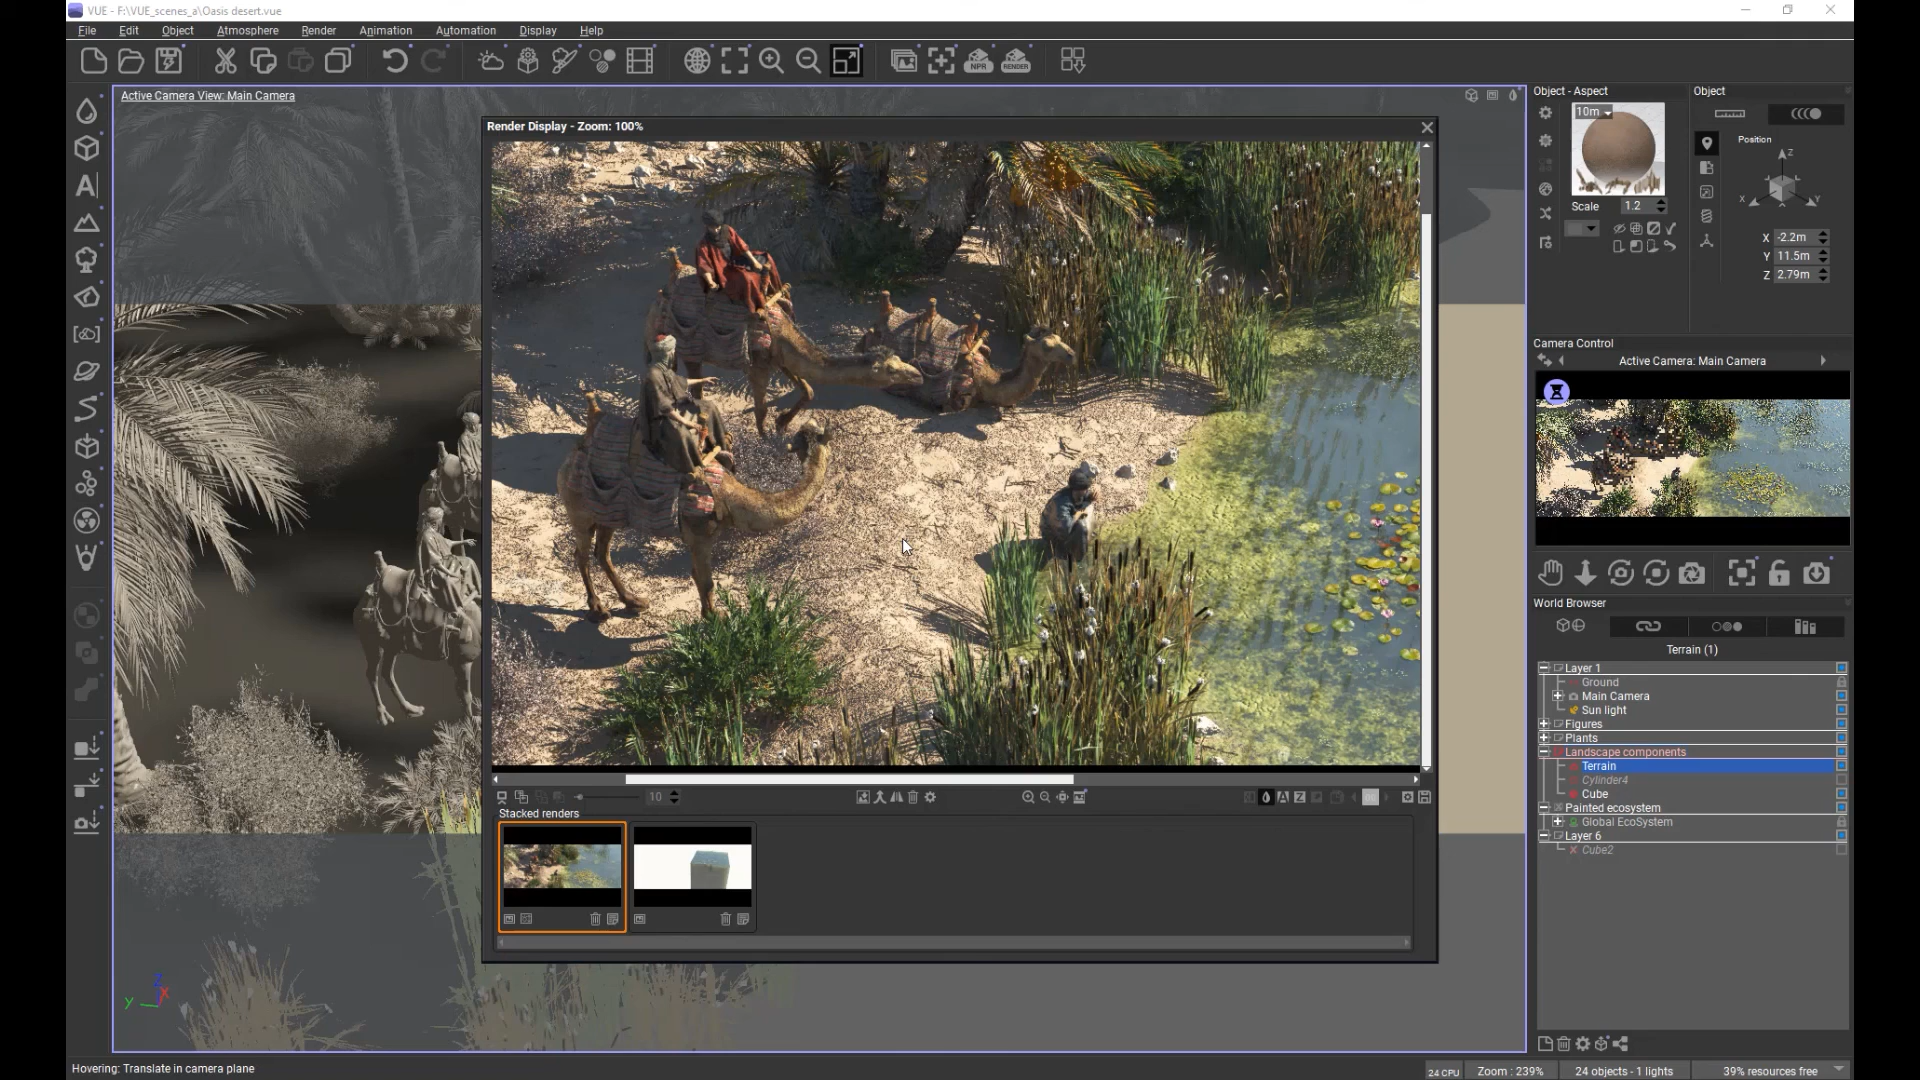 VUE - F:\VUE_scenes_a\Oasis desert.vue
File Edit Object Atmosphere Render Animation Automation Display Help
NPR RENDER
Active Camera View: Main Camera
Render Display - Zoom: 100%
10
Stacked renders
Object - Aspect
10m
Scale 1.2
Object
Position
Z
X Y
X -2.2m
Y 11.5m
Z 2.79m
Camera Control
Active Camera: Main Camera
World Browser
Terrain (1)
Layer 1
Ground
Main Camera
Sun light
Figures
Plants
Landscape components
Terrain
Cylinder4
Cube
Painted ecosystem
Global EcoSystem
Layer 6
Cube2
Z
Y X
Hovering: Translate in camera plane
24 CPU Zoom : 239% 24 objects - 1 lights 39% resources free